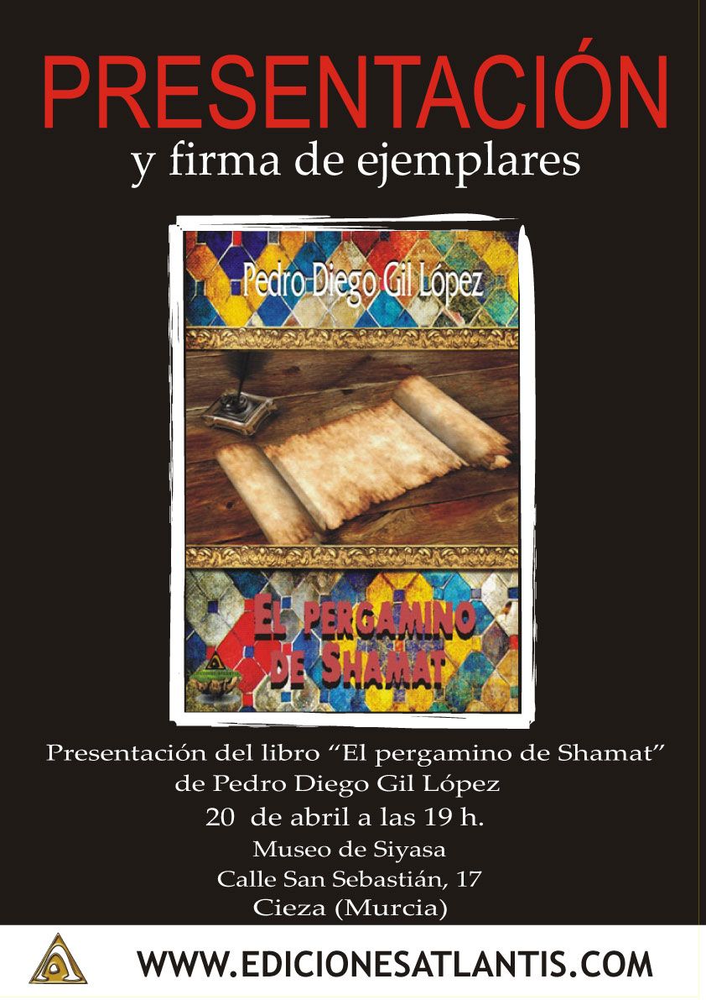 PRESENTACIÓN
y firma de ejemplares
Pedro Diego Gil López
EL PERGAMINO
DE SHAMAT
Presentación del libro “El pergamino de Shamat”
de Pedro Diego Gil López
20 de abril a las 19 h.
Museo de Siyasa
Calle San Sebastián, 17
Cieza (Murcia)
WWW.EDICIONESATLANTIS.COM